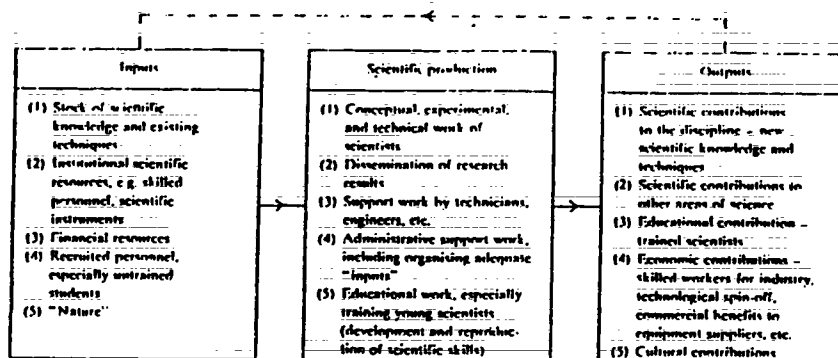 Inputs
(1) Stock of scientific
knowledge and existing
techniques
(2) Institutional scientific
resources, e.g. skilled
personnel, scientific
instruments
(3) Financial resources
(4) Recruited personnel,
especially untrained
students
(5) "Nature"
Scientific production
(1) Conceptual, experimental,
and technical work of
scientists
(2) Dissemination of research
results
(3) Support work by technicians,
engineers, etc.
(4) Administrative support work,
including organising adequate
"Inputs"
(5) Educational work, especially
training young scientists
(development and reproduc-
tion of scientific skills)
Outputs
(1) Scientific contributions
to the discipline – new
scientific knowledge and
techniques
(2) Scientific contributions to
other areas of science
(3) Educational contribution –
trained scientists
(4) Economic contributions –
skilled workers for industry,
technological spin-off,
commercial benefits to
equipment suppliers, etc.
(5) Cultural contributions